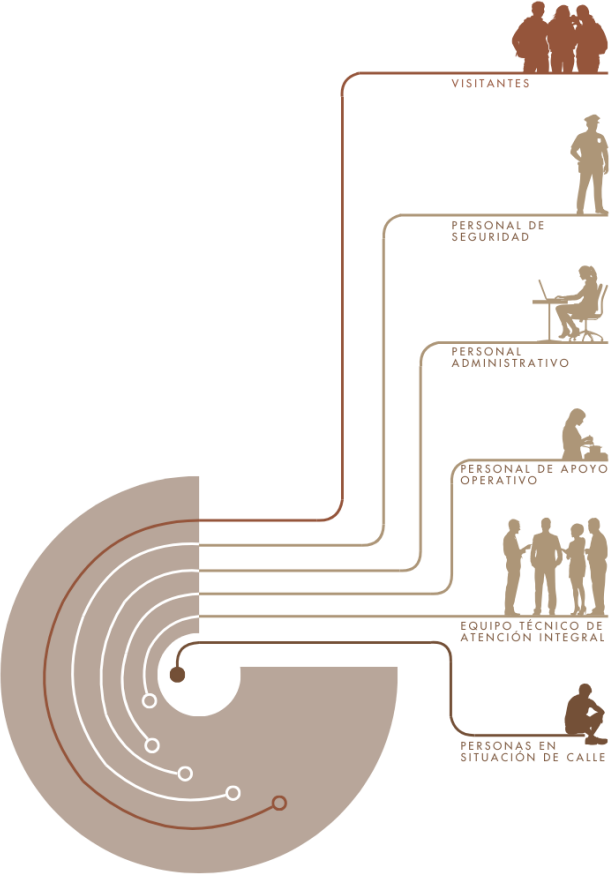 VISITANTES
PERSONAL DE
SEGURIDAD
PERSONAL
ADMINISTRATIVO
PERSONAL DE APOYO
OPERATIVO
EQUIPO TÉCNICO DE
ATENCIÓN INTEGRAL
PERSONAS EN
SITUACIÓN DE CALLE